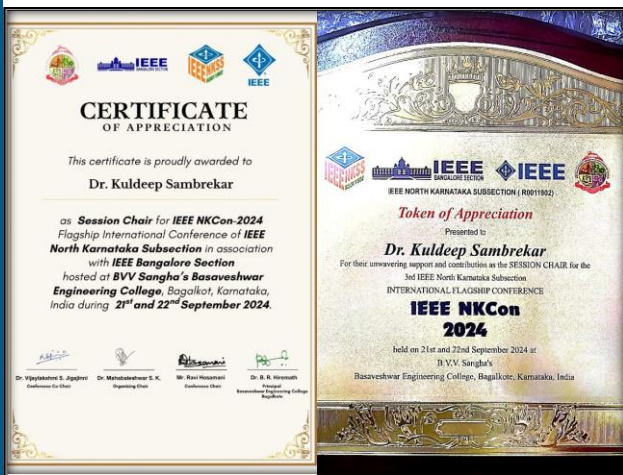 IEEE
BANGALORE SECTION
IEEENKSS
IEEE
CERTIFICATE
OF APPRECIATION
This certificate is proudly awarded to
Dr. Kuldeep Sambrekar
as Session Chair for IEEE NKCon-2024
Flagship International Conference of IEEE
North Karnataka Subsection in association
with IEEE Bangalore Section
hosted at BVV Sangha's Basaveshwar
Engineering College, Bagalkot, Karnataka,
India during 21st and 22nd September 2024.
Dr. Vijaylakshmi S. Jigajinni
Conference Co Chair
Dr. Mahabaleshwar S. K.
Organizing Chair
Mr. Ravi Hosamani
Conference Chair
Dr. B. R. Hiremath
Principal
Basaveshwar Engineering College
Bagalkote
IEEENKSS
IEEE
BANGALORE SECTION
IEEE
IEEE NORTH KARNATAKA SUBSECTION ( R0011902)
Token of Appreciation
Presented to
Dr. Kuldeep Sambrekar
For their unwavering support and contribution as the SESSION CHAIR for the
3rd IEEE North Karnataka Subsection
INTERNATIONAL FLAGSHIP CONFERENCE
IEEE NKCon
2024
held on 21st and 22nd September 2024 at
B.V.V. Sangha's
Basaveshwar Engineering College, Bagalkote, Karnataka, India